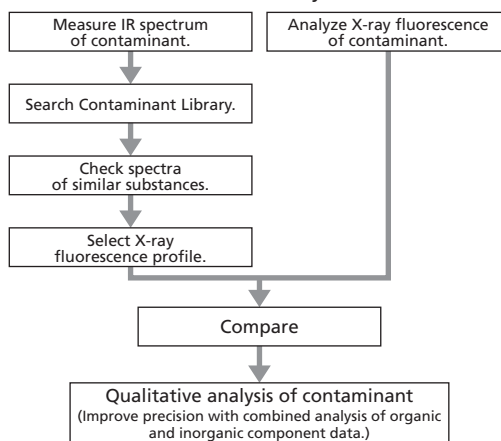 Measure IR spectrum
of contaminant.
Analyze X-ray fluorescence
of contaminant.
Search Contaminant Library.
Check spectra
of similar substances.
Select X-ray
fluorescence profile.
Compare
Qualitative analysis of contaminant
(Improve precision with combined analysis of organic
and inorganic component data.)